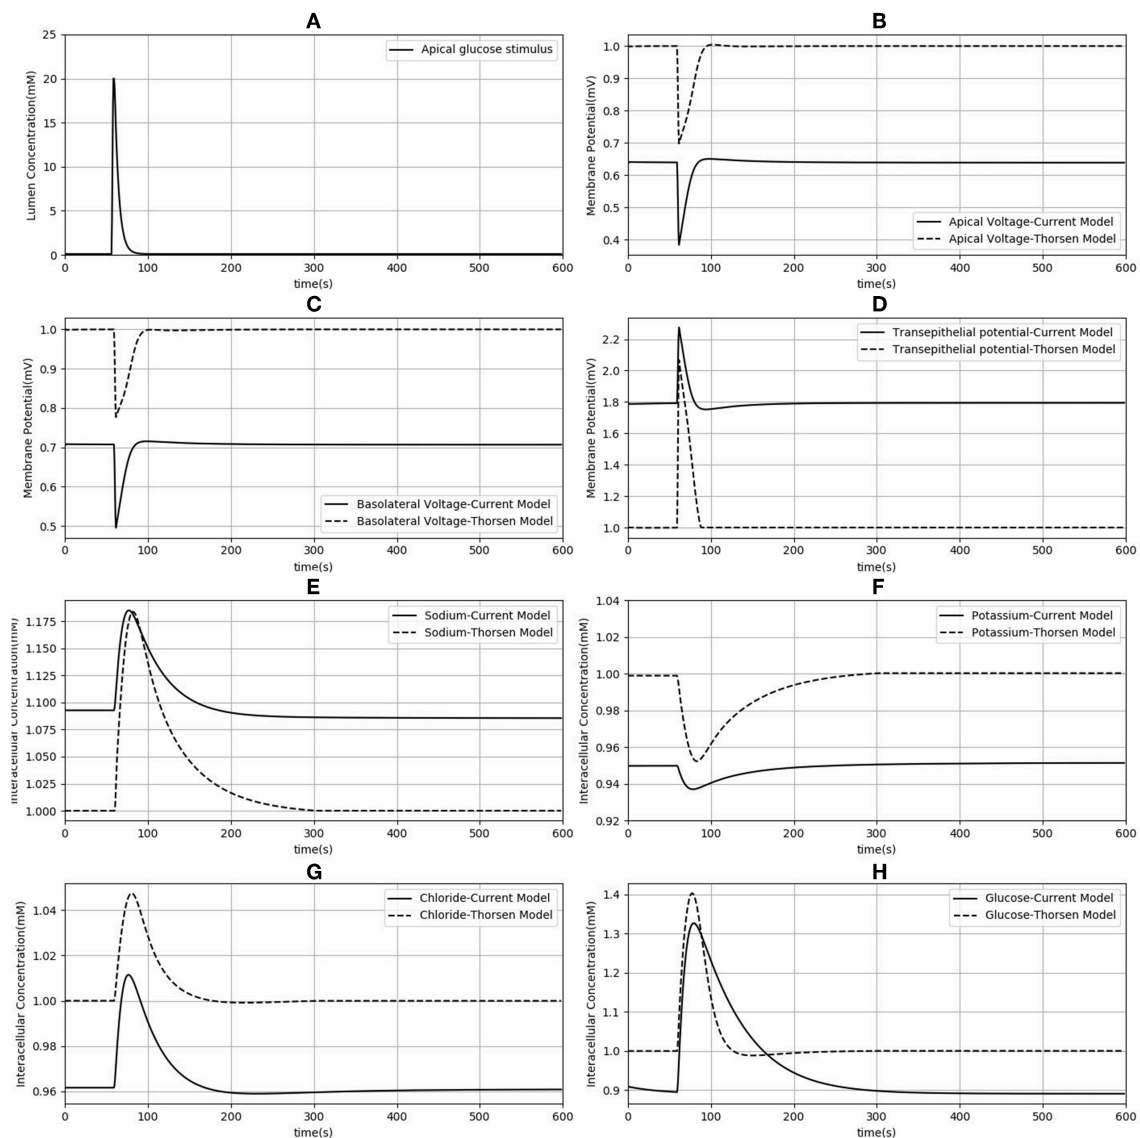 A
25
20
15
10
5
0
Lumen Concentration(mM)
Apical glucose stimulus
0 100 200 300 400 500 600
time(s)
B
1.0
0.9
0.8
0.7
0.6
0.5
0.4
Membrane Potential(mV)
Apical Voltage-Current Model
Apical Voltage-Thorsen Model
0 100 200 300 400 500 600
time(s)
C
1.0
0.9
0.8
0.7
0.6
0.5
Membrane Potential(mV)
Basolateral Voltage-Current Model
Basolateral Voltage-Thorsen Model
0 100 200 300 400 500 600
time(s)
D
2.2
2.0
1.8
1.6
1.4
1.2
1.0
Membrane Potential(mV)
Transepithelial potential-Current Model
Transepithelial potential-Thorsen Model
0 100 200 300 400 500 600
time(s)
E
1.175
1.150
1.125
1.100
1.075
1.050
1.025
1.000
Interacellular Concentration(mM)
Sodium-Current Model
Sodium-Thorsen Model
0 100 200 300 400 500 600
time(s)
F
1.04
1.02
1.00
0.98
0.96
0.94
0.92
Interacellular Concentration(mM)
Potassium-Current Model
Potassium-Thorsen Model
0 100 200 300 400 500 600
time(s)
G
1.04
1.02
1.00
0.98
0.96
Interacellular Concentration(mM)
Chloride-Current Model
Chloride-Thorsen Model
0 100 200 300 400 500 600
time(s)
H
1.4
1.3
1.2
1.1
1.0
0.9
Interacellular Concentration(mM)
Glucose-Current Model
Glucose-Thorsen Model
0 100 200 300 400 500 600
time(s)